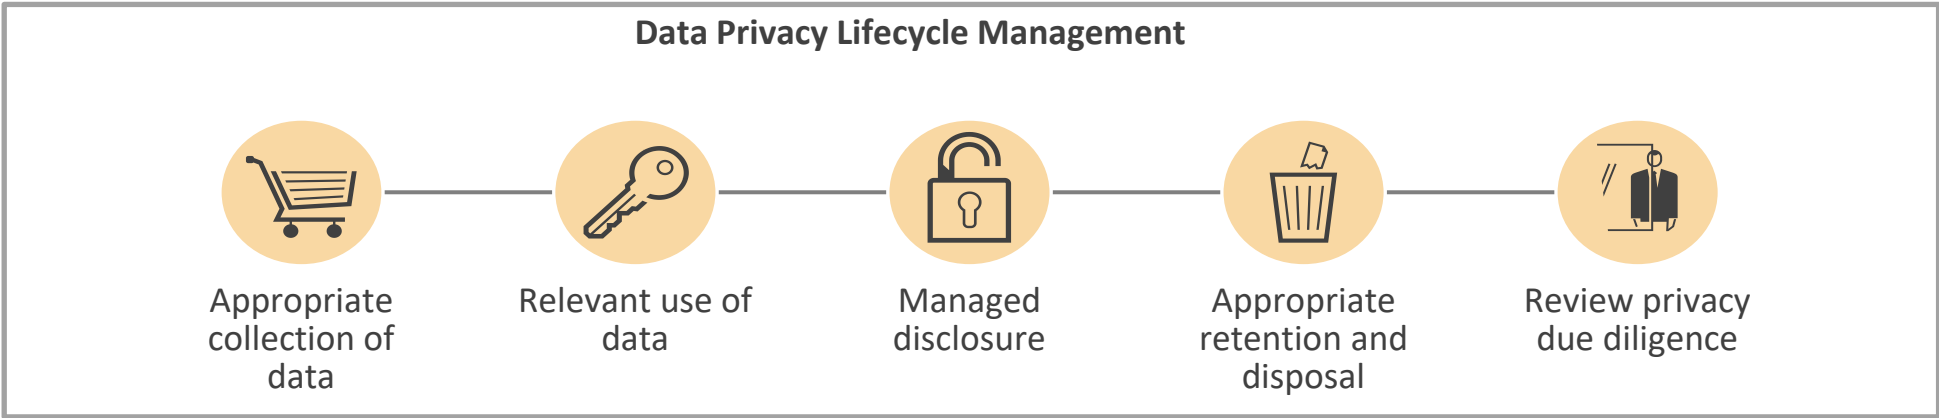 Data Privacy Lifecycle Management
Appropriate
collection of
data
Relevant use of
data
Managed
disclosure
Appropriate
retention and
disposal
Review privacy
due diligence